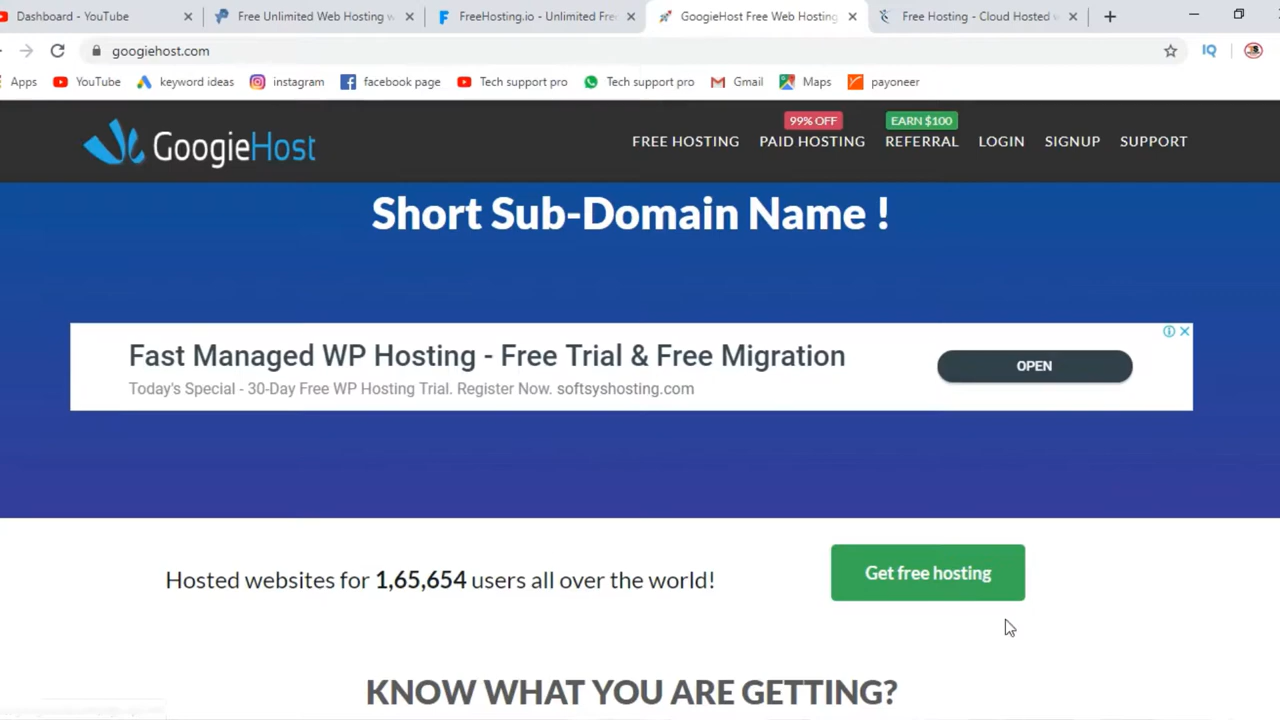 Dashboard - YouTube
Free Unlimited Web Hosting w
FreeHosting.io - Unlimited Fre
GoogieHost Free Web Hosting
Free Hosting - Cloud Hosted w
googiehost.com
IQ
Apps
YouTube
keyword ideas
instagram
facebook page
Tech support pro
Tech support pro
Gmail
Maps
payoneer
GoogieHost
99% OFF
EARN $100
FREE HOSTING
PAID HOSTING
REFERRAL
LOGIN
SIGNUP
SUPPORT
Short Sub-Domain Name !
Fast Managed WP Hosting - Free Trial & Free Migration
Today's Special - 30-Day Free WP Hosting Trial. Register Now. softsyshosting.com
OPEN
Hosted websites for 1,65,654 users all over the world!
Get free hosting
KNOW WHAT YOU ARE GETTING?